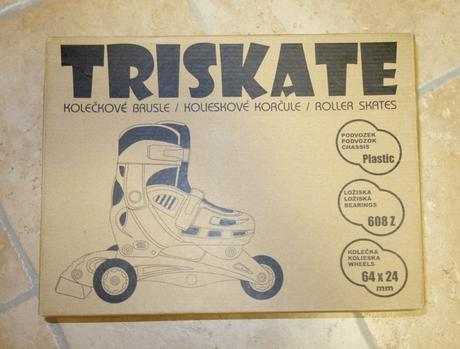 TRISKATE
KOLEČKOVÉ BRUSLE / KOLIESKOVÉ KORČULE / ROLLER SKATES
PODVOZEK
PODVOZOK
CHASSIS
Plastic
LOŽISKA
LOŽISKÁ
BEARINGS
608 Z
KOLEČKA
KOLIESKA
WHEELS
64 x 24
mm